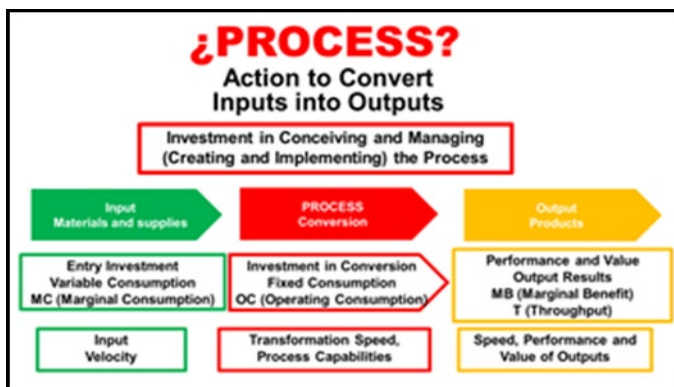 ¿PROCESS?
Action to Convert
Inputs into Outputs
Investment in Conceiving and Managing
(Creating and Implementing) the Process
Input
Materials and supplies
PROCESS
Conversion
Output
Products
Entry Investment
Variable Consumption
MC (Marginal Consumption)
Investment in Conversion
Fixed Consumption
OC (Operating Consumption)
Performance and Value
Output Results
MB (Marginal Benefit)
T (Throughput)
Input
Velocity
Transformation Speed,
Process Capabilities
Speed, Performance and
Value of Outputs